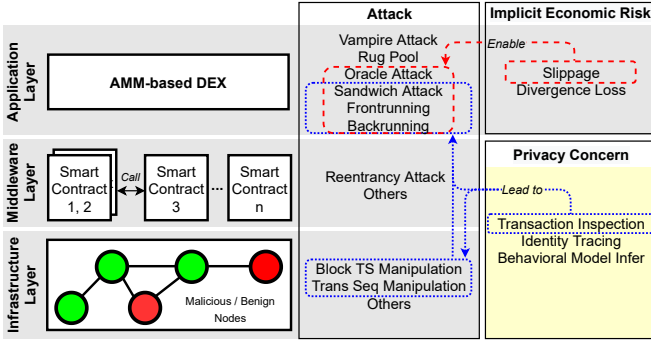 Attack
Implicit Economic Risk
Application
Layer
AMM-based DEX
Vampire Attack
Rug Pool
Oracle Attack
Sandwich Attack
Frontrunning
Backrunning
Enable
Slippage
Divergence Loss
Middleware
Layer
Smart
Contract
1, 2
Call
Smart
Contract
3
...
Smart
Contract
n
Reentrancy Attack
Others
Privacy Concern
Lead to
Transaction Inspection
Identity Tracing
Behavioral Model Infer
Infrastructure
Layer
Malicious / Benign
Nodes
Block TS Manipulation
Trans Seq Manipulation
Others